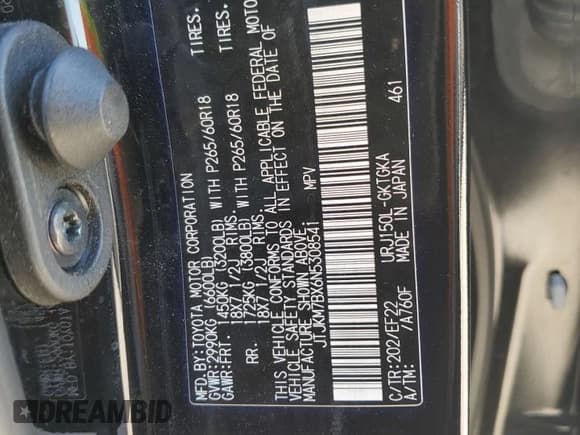 MFD.BY:TOYOTA MOTOR CORPORATION
GVWR:2990KG (6600LB)
GAWR:FRT. 1450KG (3200LB) WITH P265/60R18 TIRES.
18X7 1/2J RIMS.
RR. 1725KG (3800LB) WITH P265/60R18 TIRES.
18X7 1/2J RIMS.
THIS VEHICLE CONFORMS TO ALL APPLICABLE FEDERAL MOTOR
VEHICLE SAFETY STANDARDS IN EFFECT ON THE DATE OF
MANUFACTURE SHOWN ABOVE.
JTJKM7BX6N5308541 MPV
461
C/TR:202/EF22 URJ150L-GKTGKA
A/TM: /A760F MADE IN JAPAN
DREAMBID